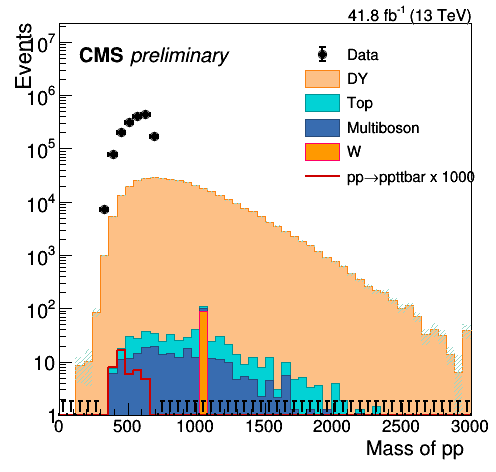 41.8 fb⁻¹ (13 TeV)
Events
CMS preliminary
Data
DY
Top
Multiboson
W
pp→ppttbar x 1000
10⁷
10⁶
10⁵
10⁴
10³
10²
10
1
0 500 1000 1500 2000 2500 3000
Mass of pp